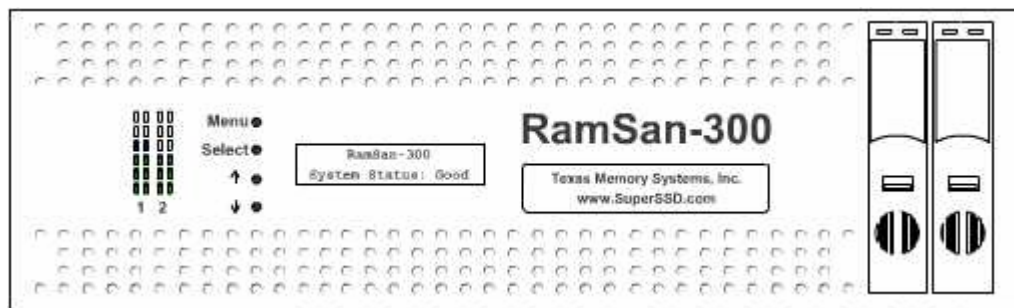 Menu
Select
↑
↓
1 2
RamSan-300
System Status: Good
RamSan-300
Texas Memory Systems, Inc.
www.SuperSSD.com